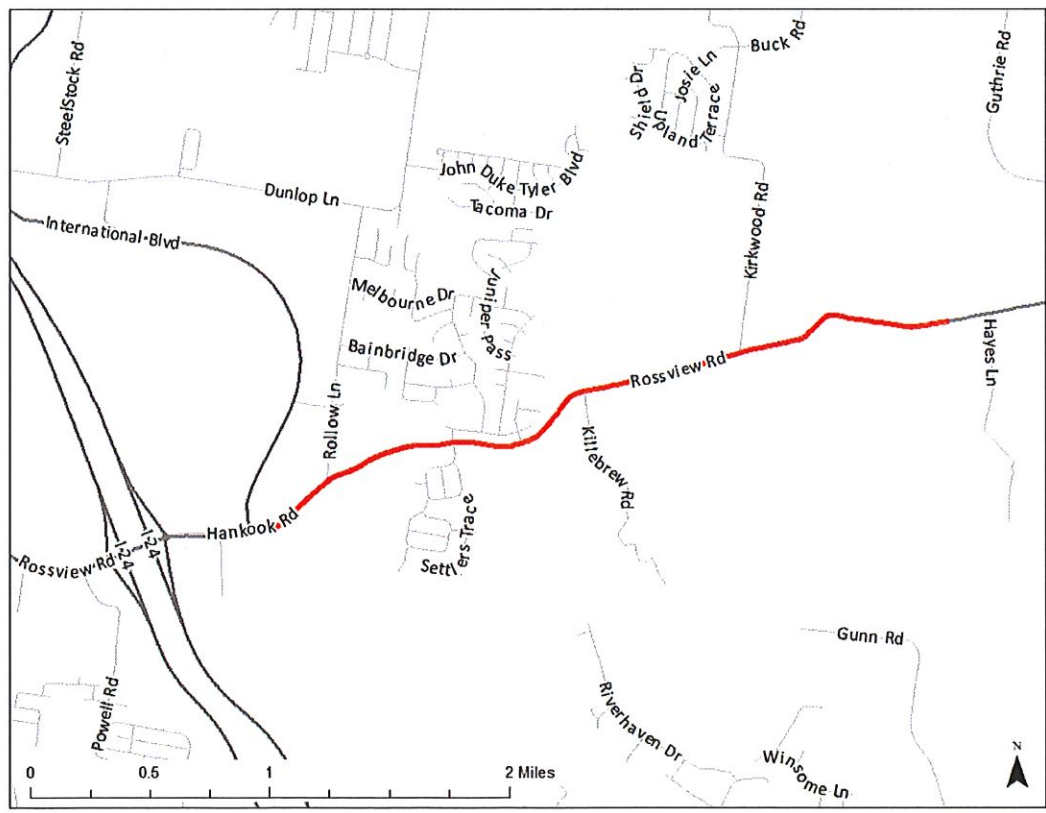 SteelStock Rd
Shield Dr
Josie Ln
Buck Rd
Upland Terrace
Guthrie Rd
John Duke Tyler Blvd
Dunlop Ln
Tacoma Dr
International Blvd
Kirkwood Rd
Melbourne Dr
Juniper Pass
Bainbridge Dr
Rossview Rd
Hayes Ln
Rollow Ln
Killebrew Rd
Hankook Rd
Settlers Trace
Rossview Rd
I-24
I-24
Gunn Rd
Powell Rd
Riverhaven Dr
Winsome Ln
N
0 0.5 1 2 Miles